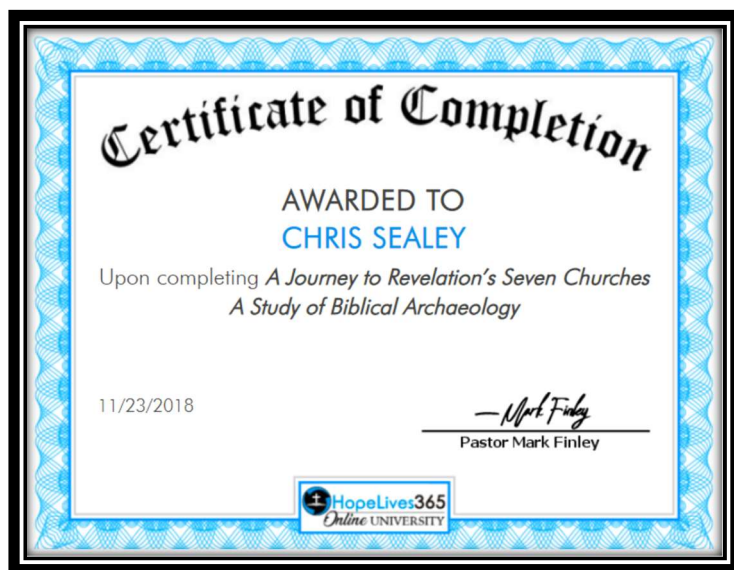 Certificate of Completion
AWARDED TO
CHRIS SEALEY
Upon completing A Journey to Revelation's Seven Churches
A Study of Biblical Archaeology
11/23/2018
Mark Finley
Pastor Mark Finley
HopeLives365
Online UNIVERSITY